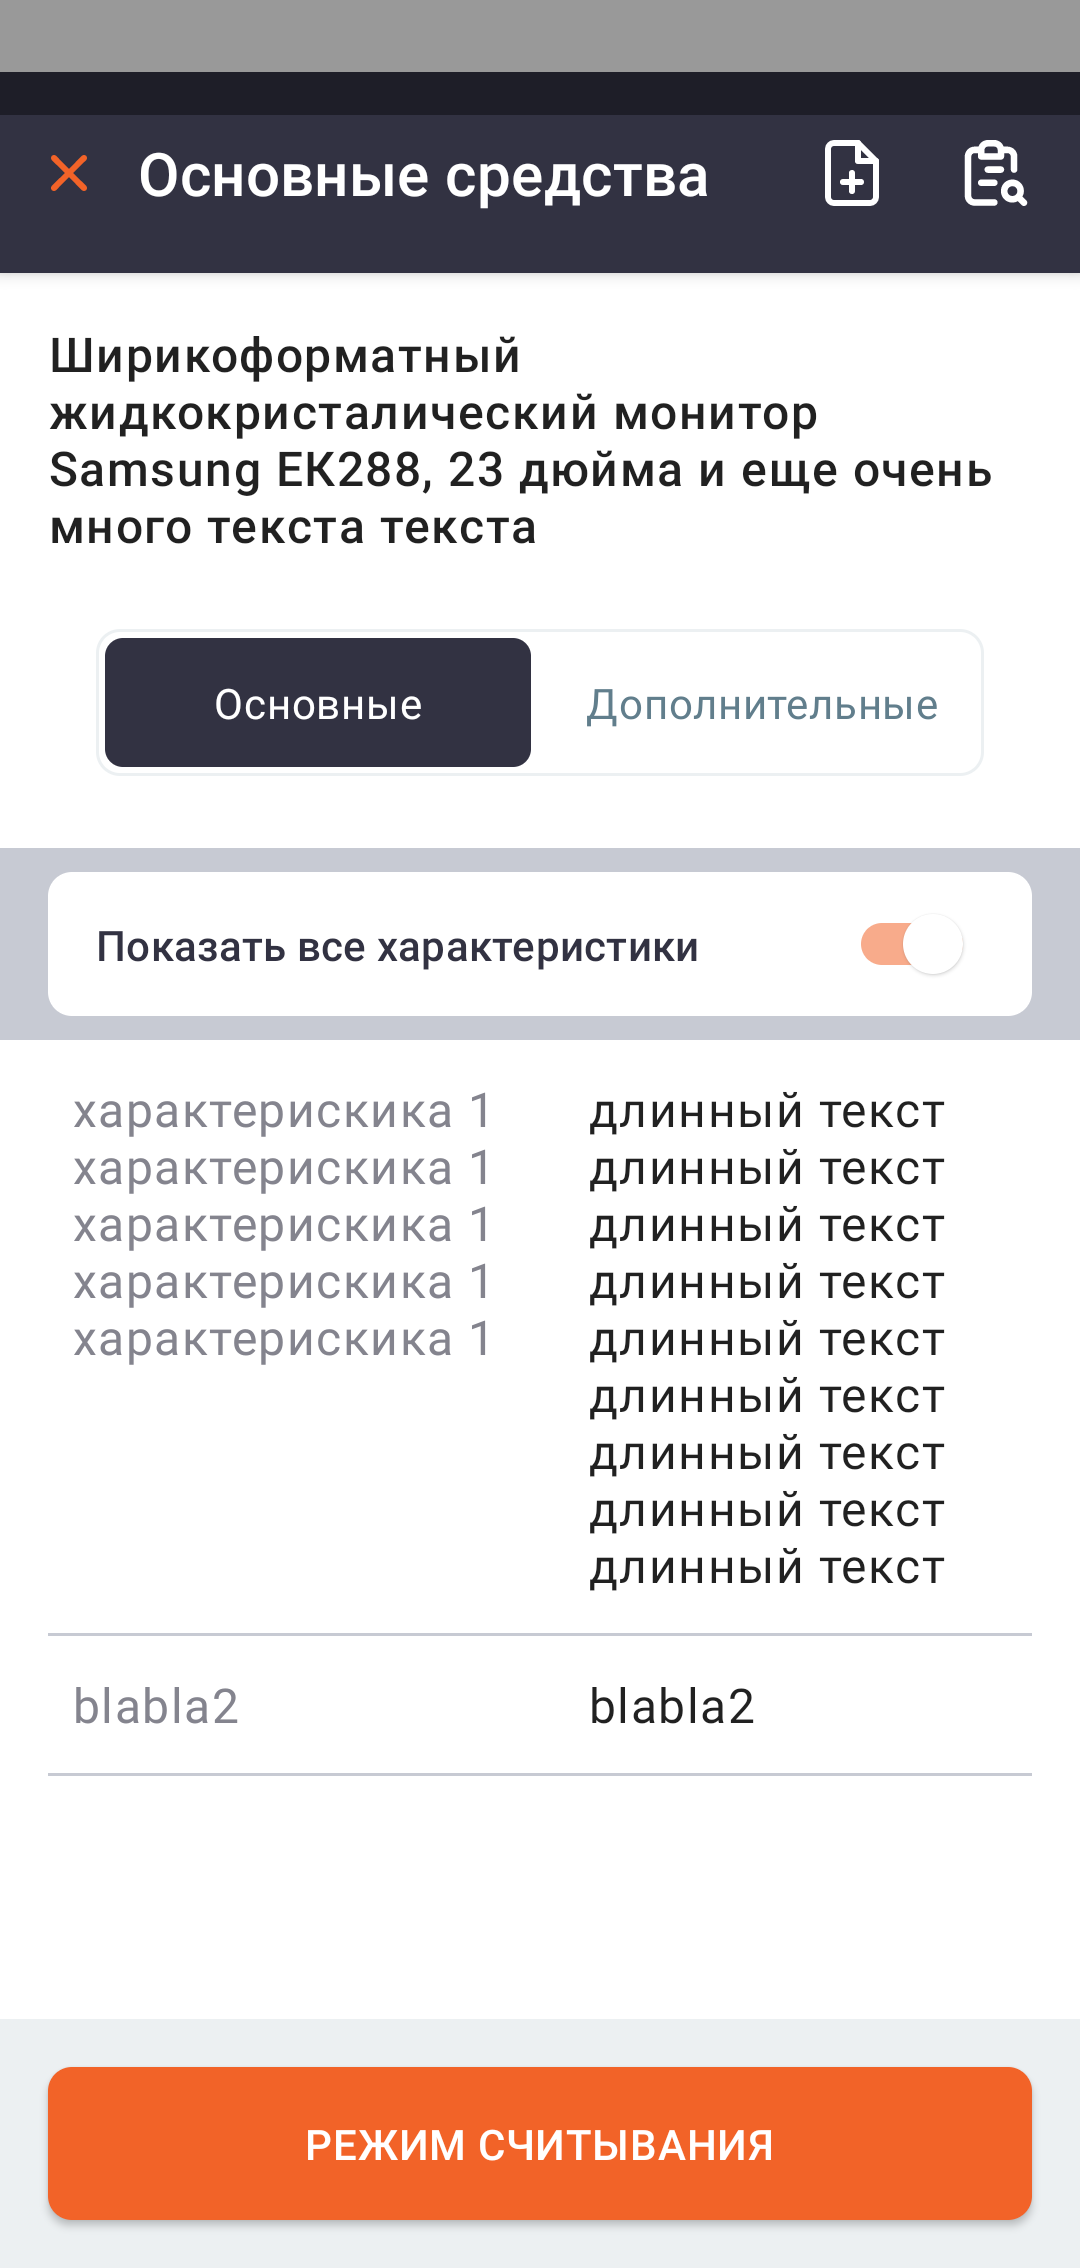 Основные средства
Ширикоформатный
жидкокристалический монитор
Samsung ЕК288, 23 дюйма и еще очень
много текста текста
Основные
Дополнительные
Показать все характеристики
характерискика 1
характерискика 1
характерискика 1
характерискика 1
характерискика 1
длинный текст
длинный текст
длинный текст
длинный текст
длинный текст
длинный текст
длинный текст
длинный текст
длинный текст
blabla2
blabla2
РЕЖИМ СЧИТЫВАНИЯ